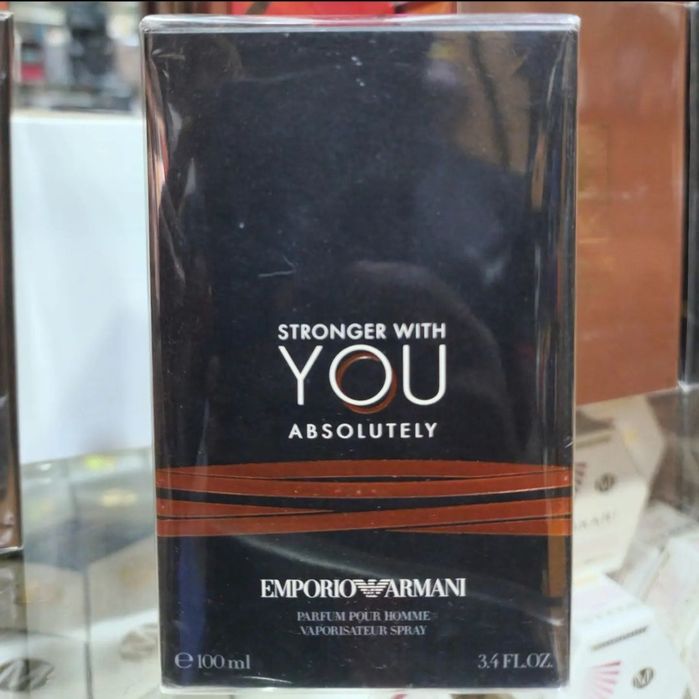 STRONGER WITH
YOU
ABSOLUTELY
EMPORIO ARMANI
PARFUM POUR HOMME
VAPORISATEUR SPRAY
e 100 ml 3.4 FL.OZ.